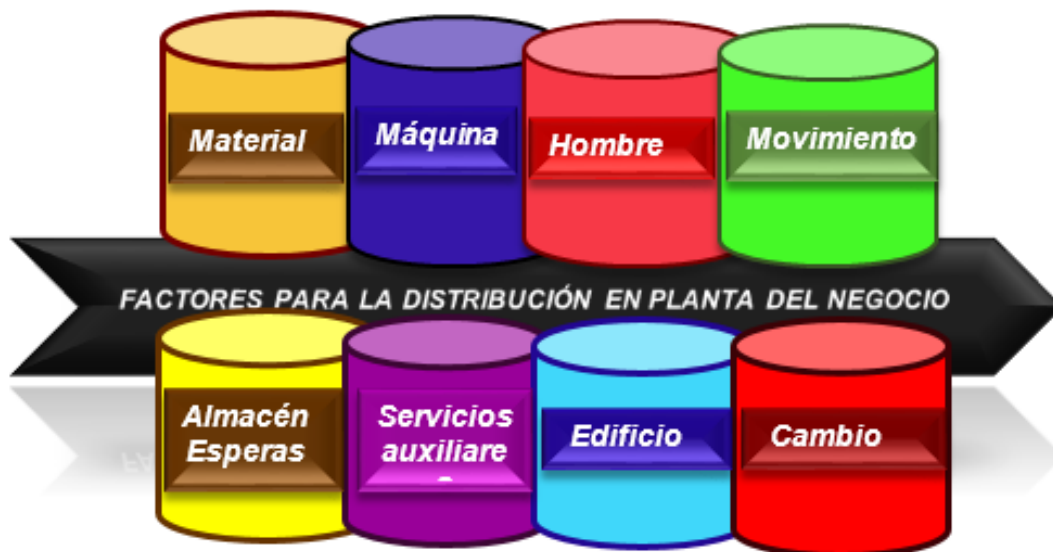 Material
Máquina
Hombre
Movimiento
FACTORES PARA LA DISTRIBUCIÓN EN PLANTA DEL NEGOCIO
Almacén
Esperas
Servicios
auxiliare
Edificio
Cambio